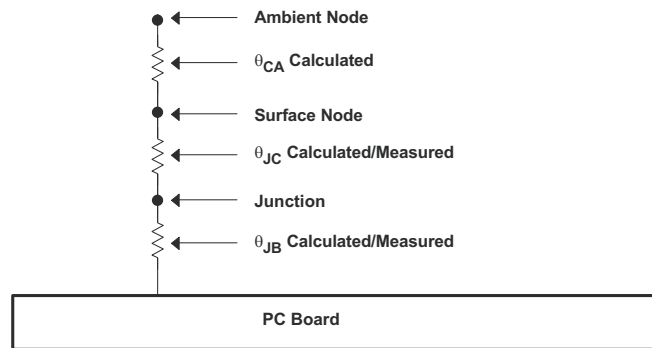 Ambient Node
θCA Calculated
Surface Node
θJC Calculated/Measured
Junction
θJB Calculated/Measured
PC Board